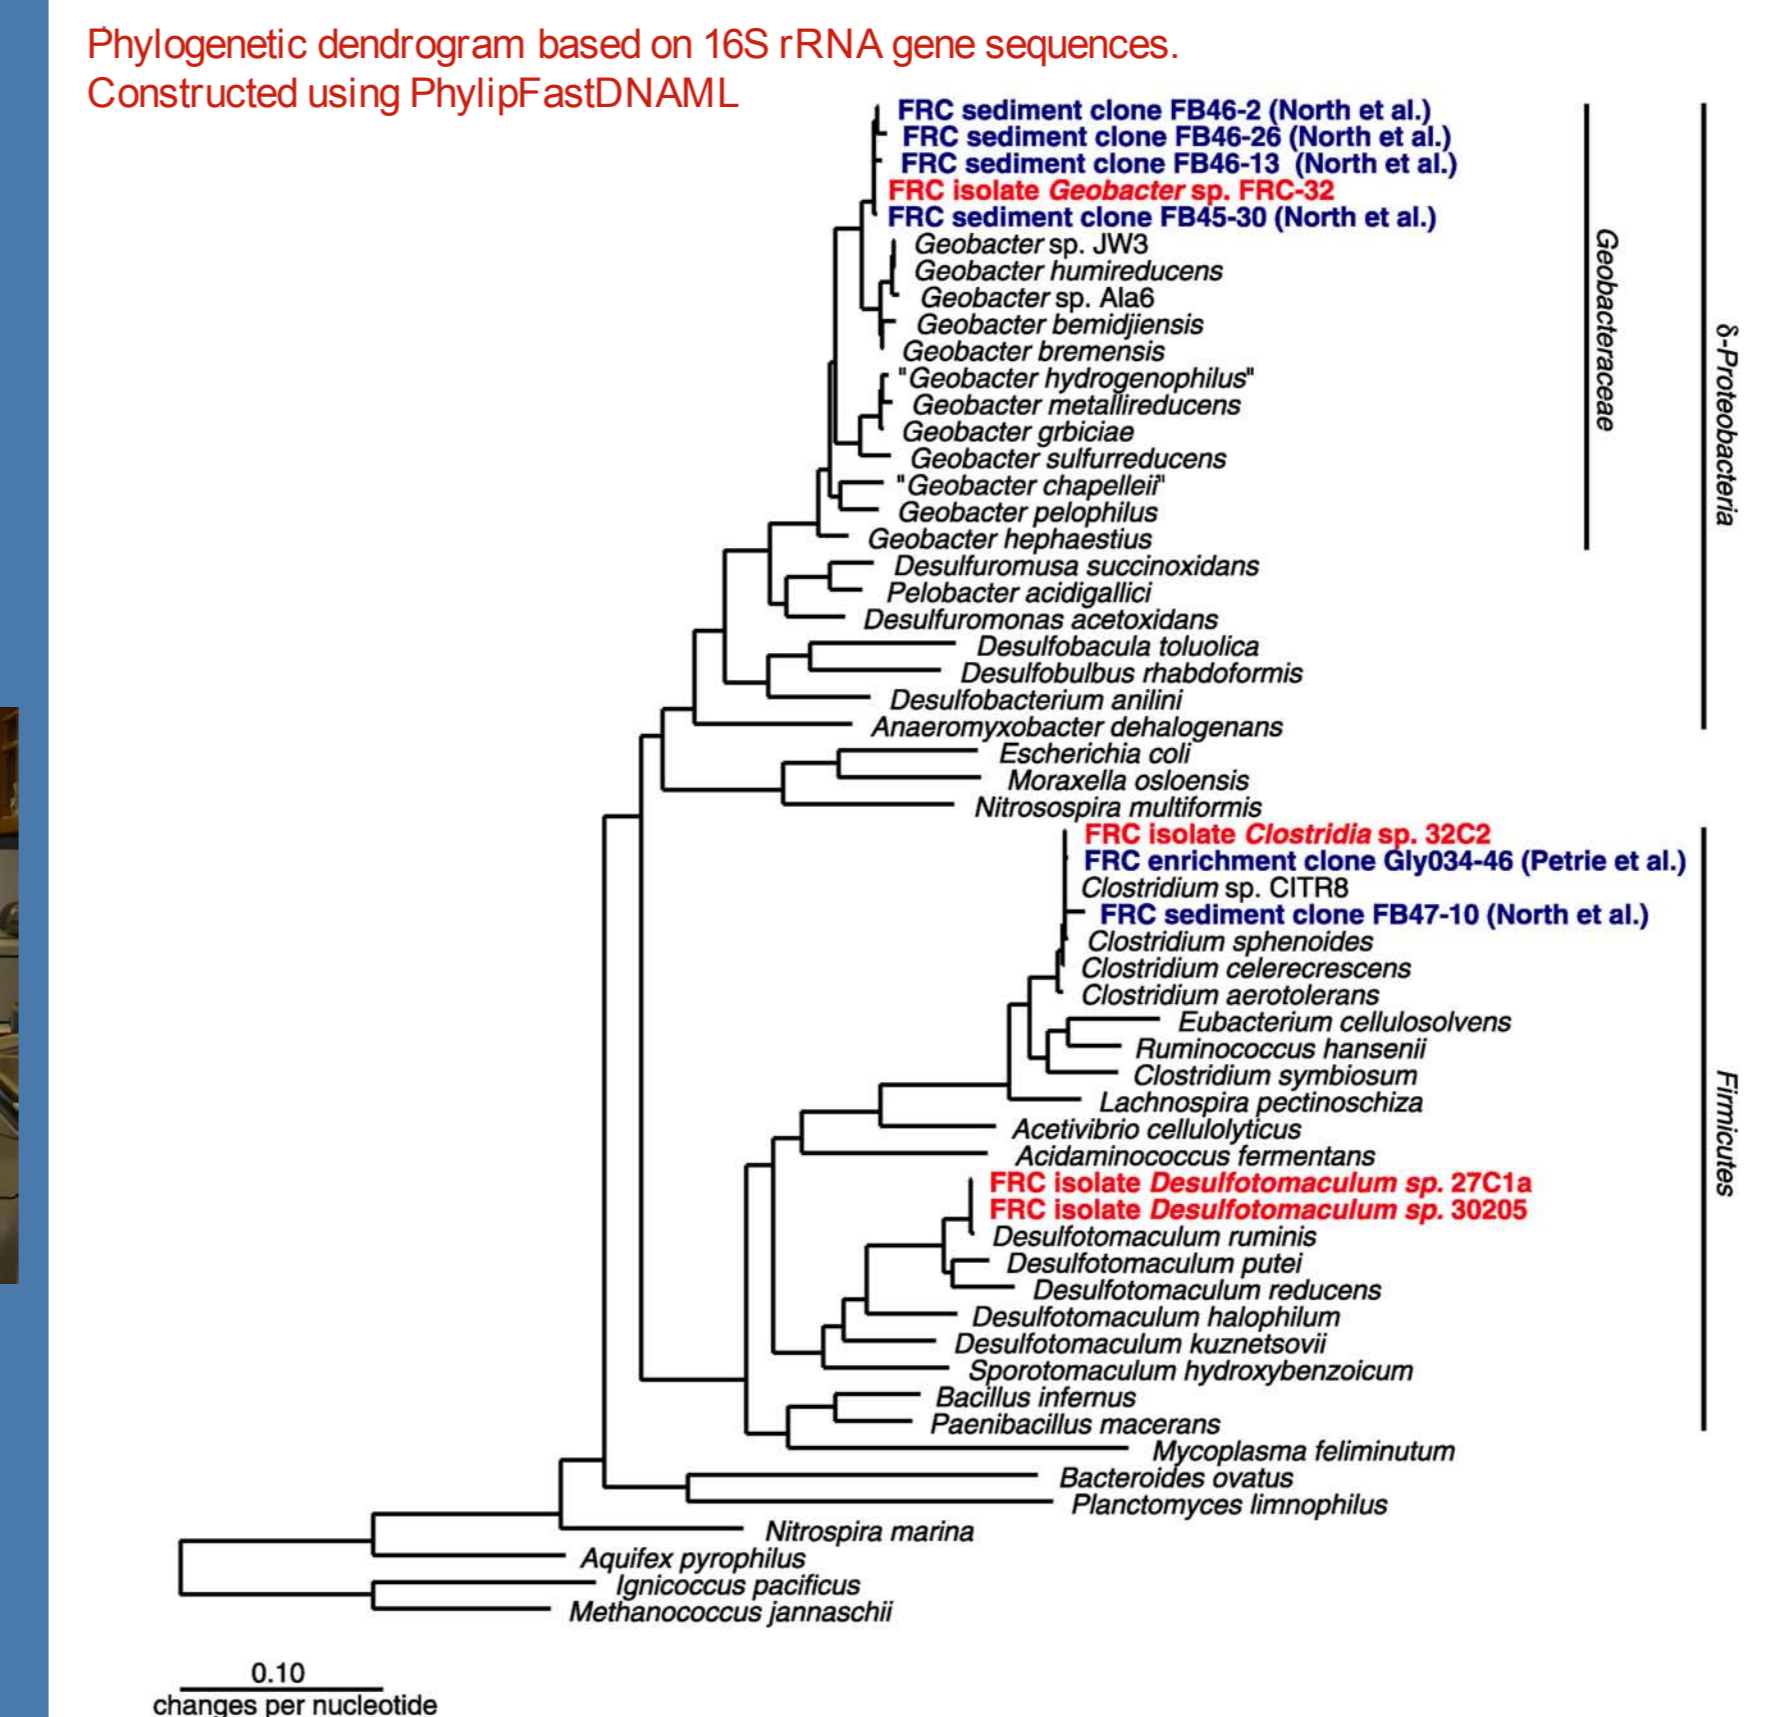 Phylogenetic dendrogram based on 16S rRNA gene sequences.
Constructed using PhylipFastDNAML
FRC sediment clone FB46-2 (North et al.)
FRC sediment clone FB46-26 (North et al.)
FRC sediment clone FB46-13 (North et al.)
FRC isolate Geobacter sp. FRC-32
FRC sediment clone FB45-30 (North et al.)
Geobacter sp. JW3
Geobacter humireducens
Geobacter sp. Ala6
Geobacter bemidjiensis
Geobacter bremensis
"Geobacter hydrogenophilus"
Geobacter metallireducens
Geobacter grbiciae
Geobacter sulfurreducens
"Geobacter chapelleii"
Geobacter pelophilus
Geobacter hephaestius
Desulfuromusa succinoxidans
Pelobacter acidigallici
Desulfuromonas acetoxidans
Desulfobacula toluolica
Desulfobulbus rhabdoformis
Desulfobacterium anilini
Anaeromyxobacter dehalogenans
Escherichia coli
Moraxella osloensis
Nitrosospira multiformis
FRC isolate Clostridia sp. 32C2
FRC enrichment clone Gly034-46 (Petrie et al.)
Clostridium sp. CITR8
FRC sediment clone FB47-10 (North et al.)
Clostridium sphenoides
Clostridium celerecrescens
Clostridium aerotolerans
Eubacterium cellulosolvens
Ruminococcus hansenii
Clostridium symbiosum
Lachnospira pectinoschiza
Acetivibrio cellulolyticus
Acidaminococcus fermentans
FRC isolate Desulfotomaculum sp. 27C1a
FRC isolate Desulfotomaculum sp. 30205
Desulfotomaculum ruminis
Desulfotomaculum putei
Desulfotomaculum reducens
Desulfotomaculum halophilum
Desulfotomaculum kuznetsovii
Sporotomaculum hydroxybenzoicum
Bacillus infernus
Paenibacillus macerans
Mycoplasma feliminutum
Bacteroides ovatus
Planctomyces limnophilus
Nitrospira marina
Aquifex pyrophilus
Ignicoccus pacificus
Methanococcus jannaschii
Geobacteraceae
δ-Proteobacteria
Firmicutes
0.10
changes per nucleotide